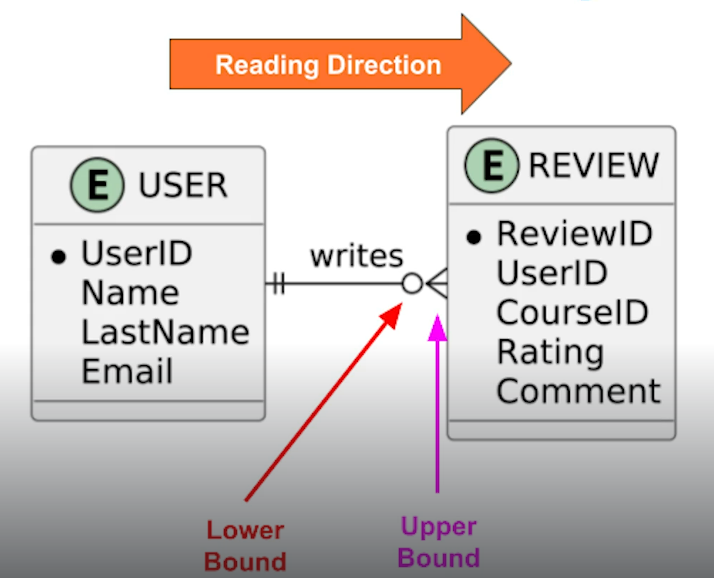 Reading Direction
E USER
UserID
Name
LastName
Email
writes
E REVIEW
ReviewID
UserID
CourseID
Rating
Comment
Lower
Bound
Upper
Bound